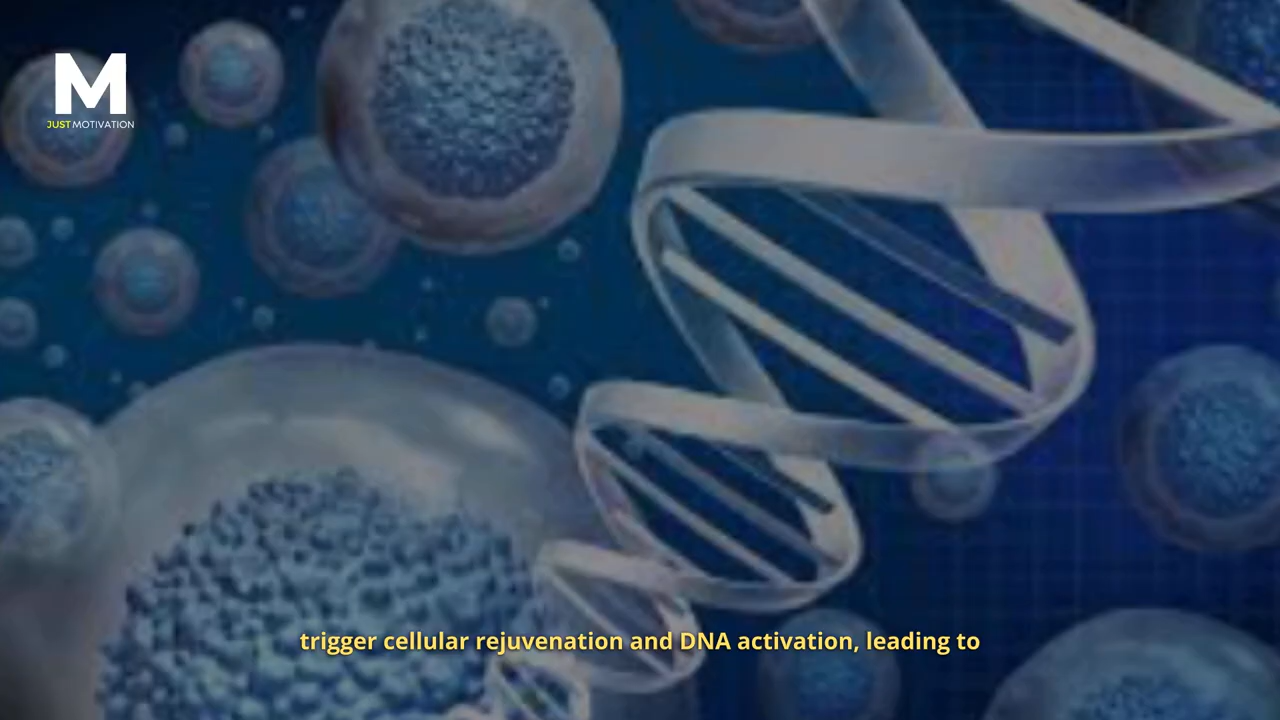 M
JUST MOTIVATION
trigger cellular rejuvenation and DNA activation, leading to